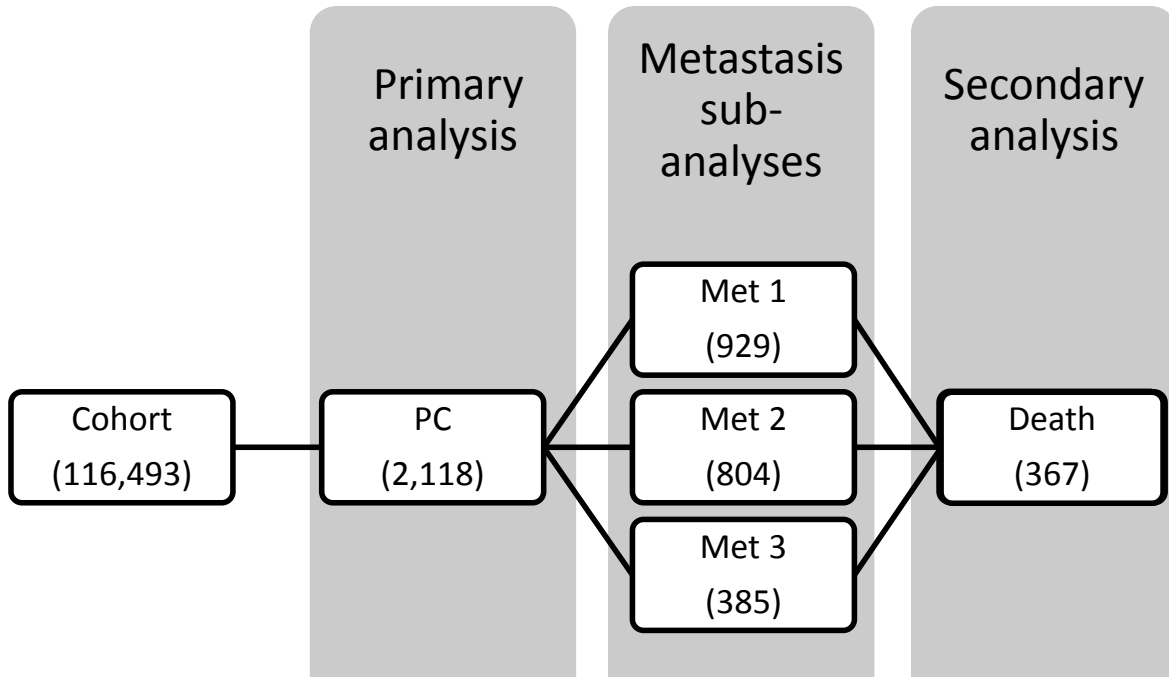 Primary
analysis
Metastasis
sub-
analyses
Secondary
analysis
Cohort
(116,493)
PC
(2,118)
Met 1
(929)
Met 2
(804)
Met 3
(385)
Death
(367)